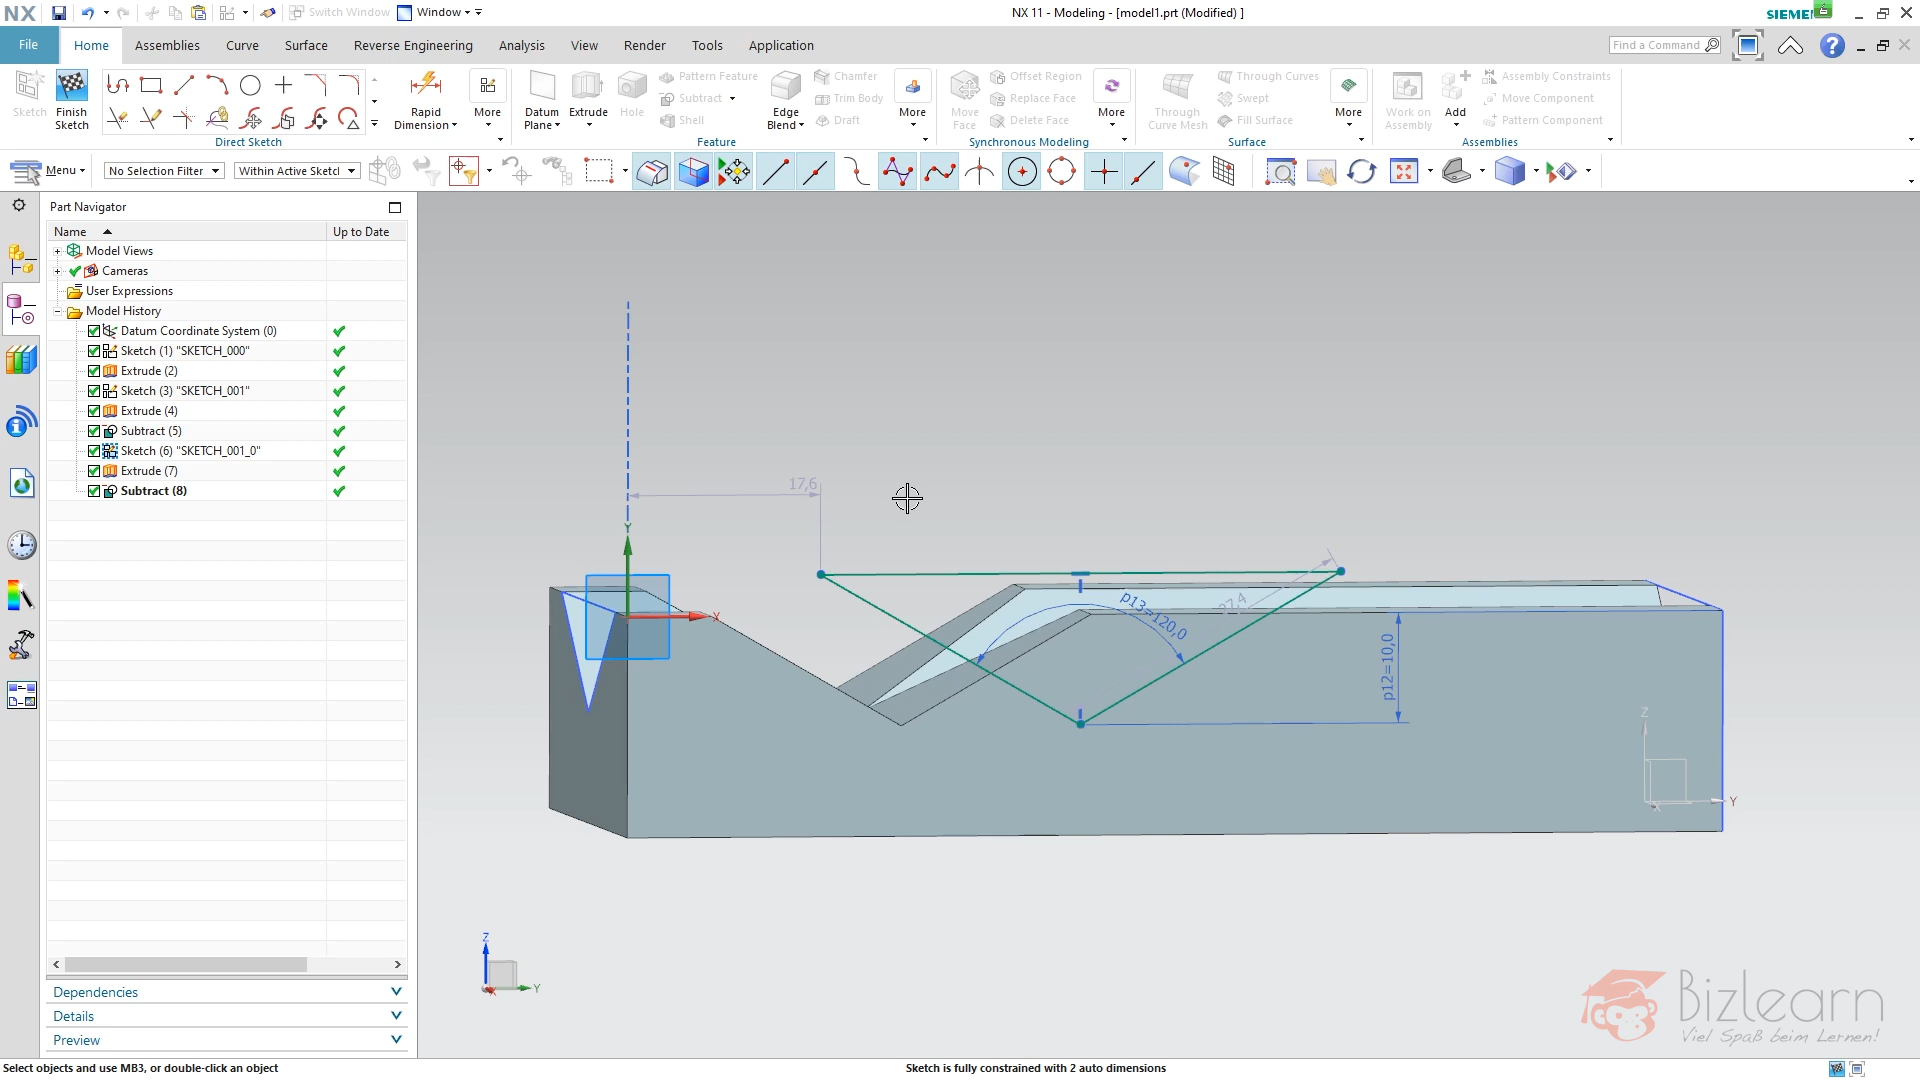 NX
Switch Window
Window
NX 11 - Modeling - [model1.prt (Modified) ]
SIEME
File
Home
Assemblies
Curve
Surface
Reverse Engineering
Analysis
View
Render
Tools
Application
Find a Command
Sketch
Finish Sketch
Rapid Dimension
More
Direct Sketch
Datum Plane
Extrude
Hole
Pattern Feature
Subtract
Shell
Edge Blend
Chamfer
Trim Body
Draft
More
Feature
Move Face
Offset Region
Replace Face
Delete Face
More
Synchronous Modeling
Through Curve Mesh
Through Curves
Swept
Fill Surface
More
Surface
Work on Assembly
Add
Assembly Constraints
Move Component
Pattern Component
Assemblies
Menu
No Selection Filter
Within Active Sketcl
Part Navigator
Name
Up to Date
Model Views
Cameras
User Expressions
Model History
Datum Coordinate System (0)
Sketch (1) "SKETCH_000"
Extrude (2)
Sketch (3) "SKETCH_001"
Extrude (4)
Subtract (5)
Sketch (6) "SKETCH_001_0"
Extrude (7)
Subtract (8)
Dependencies
Details
Preview
17,6
Y
X
p13=120,0
27,4
p12=10,0
Z
Y
X
Z
Y
X
Bizlearn
Viel Spaß beim Lernen!
Select objects and use MB3, or double-click an object
Sketch is fully constrained with 2 auto dimensions